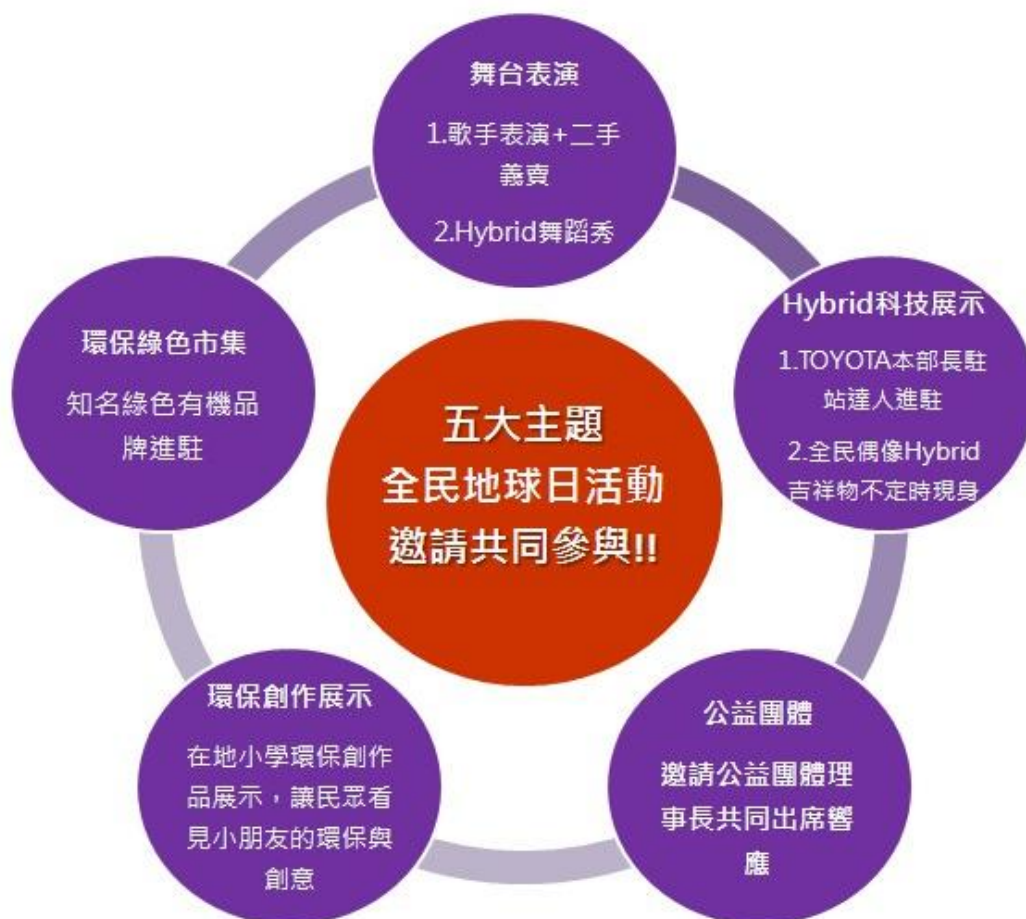 舞台表演
1.歌手表演+二手
義賣
2.Hybrid舞蹈秀
Hybrid科技展示
1.TOYOTA本部長駐
站達人進駐
2.全民偶像Hybrid
吉祥物不定時現身
公益團體
邀請公益團體理
事長共同出席響
應
環保創作展示
在地小學環保創作
品展示，讓民眾看
見小朋友的環保與
創意
環保綠色市集
知名綠色有機品
牌進駐
五大主題
全民地球日活動
邀請共同參與!!